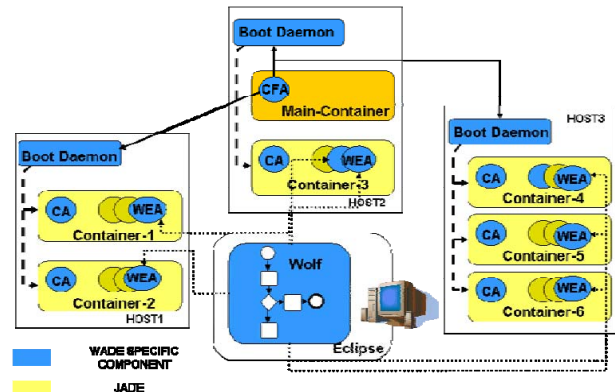 Boot Daemon
CFA
Main-Container
CA
WEA
Container-3
HOST2
Boot Daemon
CA
WEA
Container-1
CA
WEA
Container-2
HOST1
HOST3
Boot Daemon
CA
WEA
Container-4
CA
WEA
Container-5
CA
WEA
Container-6
Wolf
Eclipse
WADE SPECIFIC
COMPONENT
JADE